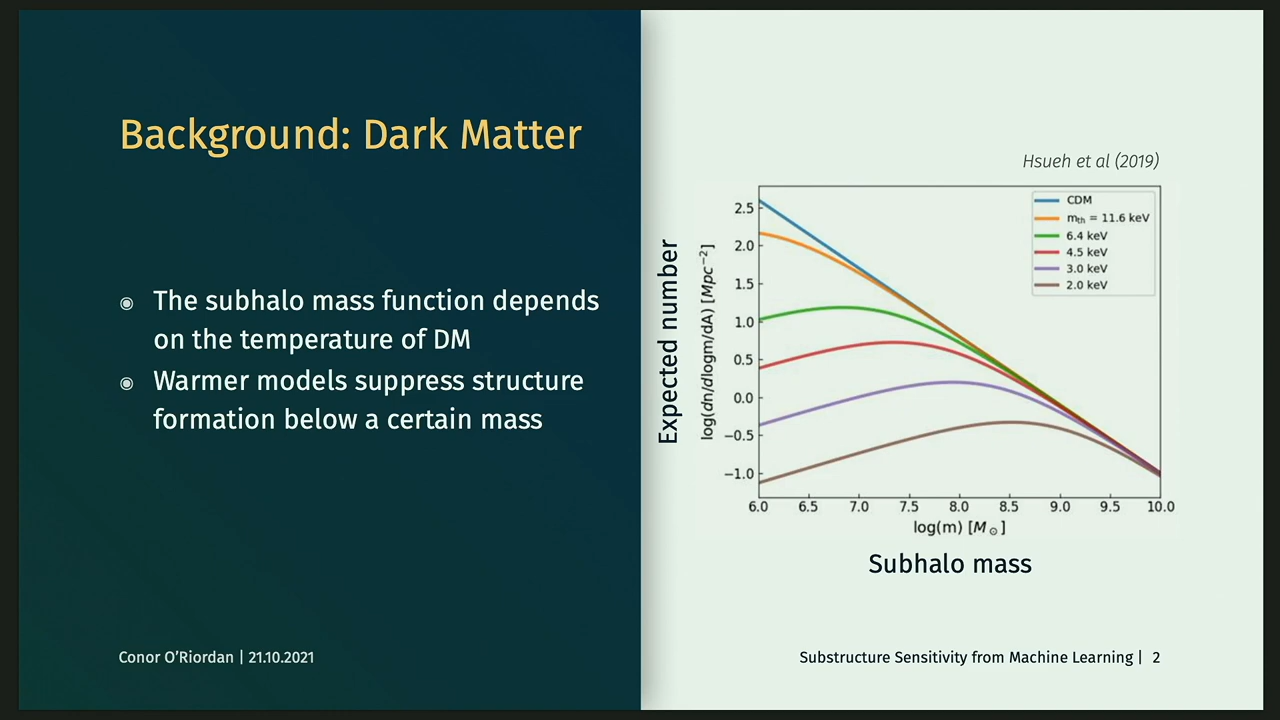 Background: Dark Matter
◉ The subhalo mass function depends
on the temperature of DM
◉ Warmer models suppress structure
formation below a certain mass
Conor O'Riordan | 21.10.2021
Hsueh et al (2019)
Expected number
log(dn/dlogm/dA) [Mpc⁻²]
2.5
2.0
1.5
1.0
0.5
0.0
−0.5
−1.0
CDM
mth = 11.6 keV
6.4 keV
4.5 keV
3.0 keV
2.0 keV
6.0 6.5 7.0 7.5 8.0 8.5 9.0 9.5 10.0
log(m) [M⊙]
Subhalo mass
Substructure Sensitivity from Machine Learning | 2